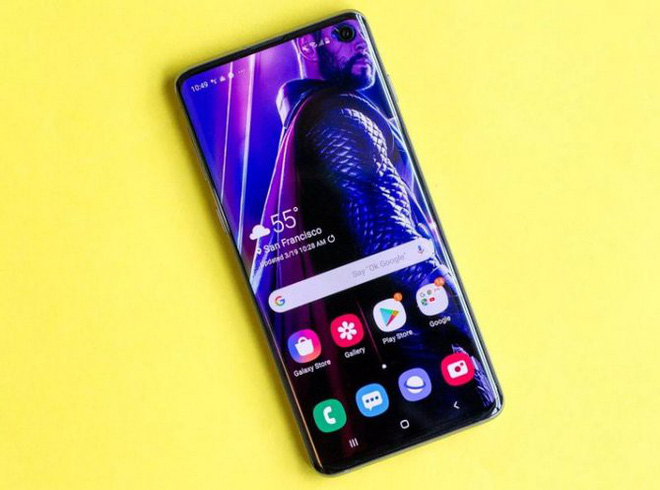 10:49
55°
San Francisco
Updated 3/19 10:28 AM
G
Say "Ok Google"
Galaxy Store
Gallery
Play Store
Google